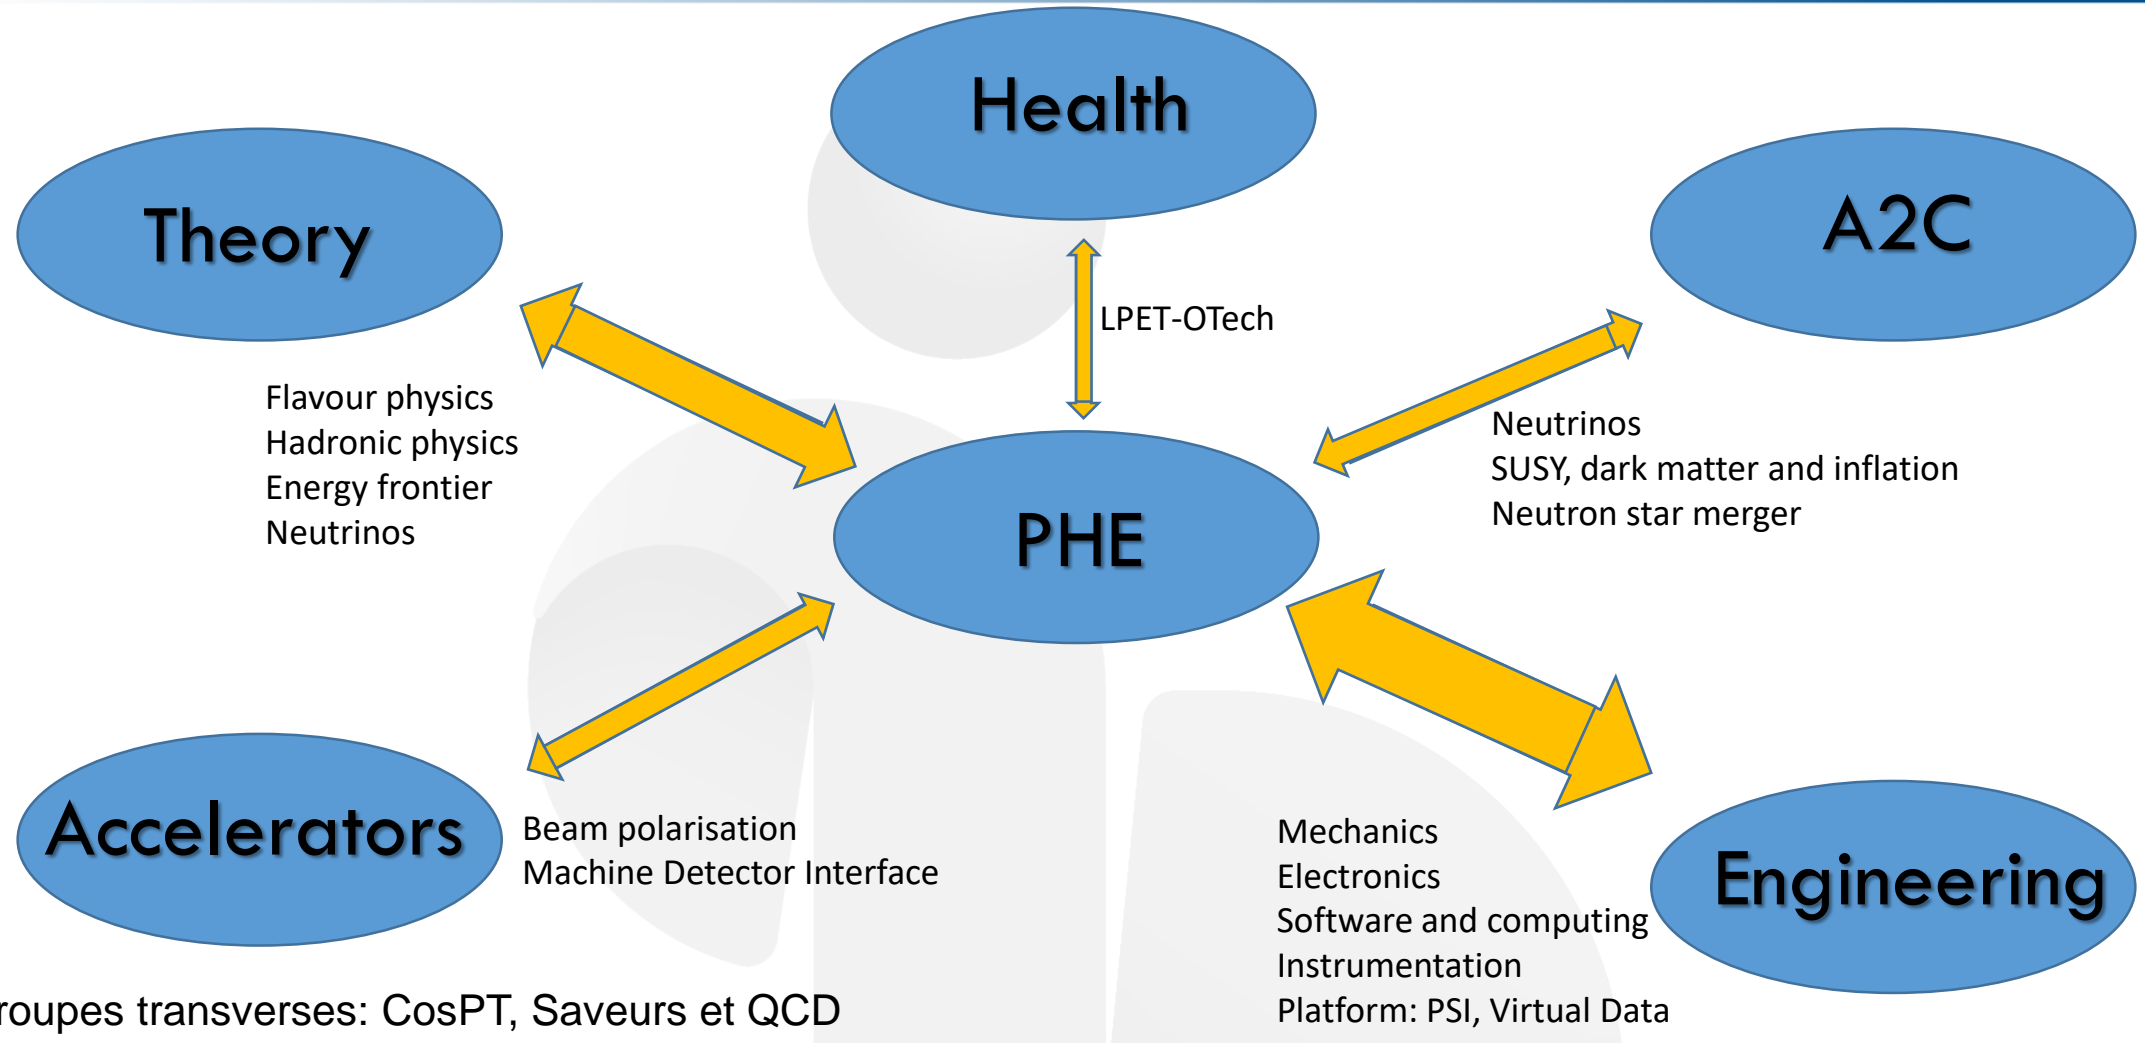 Health
Theory
A2C
LPET-OTech
Flavour physics
Hadronic physics
Energy frontier
Neutrinos
Neutrinos
SUSY, dark matter and inflation
Neutron star merger
PHE
Accelerators
Beam polarisation
Machine Detector Interface
Mechanics
Electronics
Software and computing
Instrumentation
Platform: PSI, Virtual Data
Engineering
roupes transverses: CosPT, Saveurs et QCD